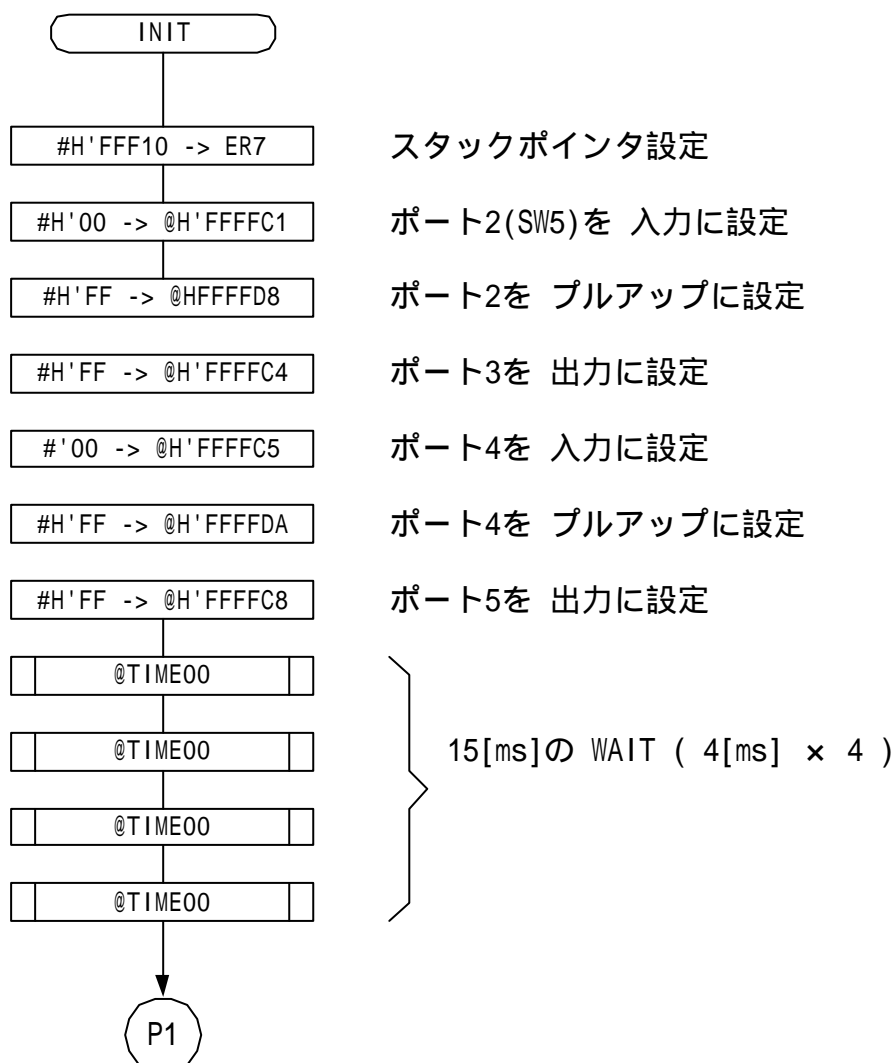 INIT
#H'FFF10 -> ER7 スタックポインタ設定
#H'00 -> @H'FFFFC1 ポート2(SW5)を 入力に設定
#H'FF -> @HFFFFD8 ポート2を プルアップに設定
#H'FF -> @H'FFFFC4 ポート3を 出力に設定
#'00 -> @H'FFFFC5 ポート4を 入力に設定
#H'FF -> @H'FFFFDA ポート4を プルアップに設定
#H'FF -> @H'FFFFC8 ポート5を 出力に設定
@TIME00
@TIME00
15[ms]の WAIT ( 4[ms] × 4 )
@TIME00
@TIME00
P1